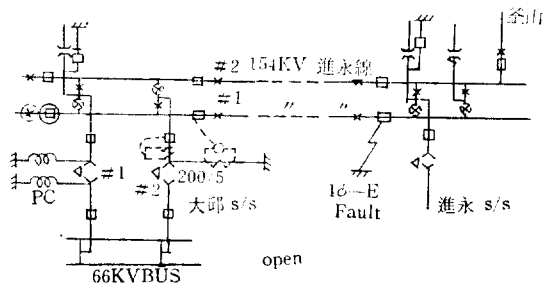 釜山
#2 154KV 進永線
#1 〃 〃
#1
#2
200/5
PC
大邱 s/s
1ϕ-E
Fault
進永 s/s
66KVBUS
open